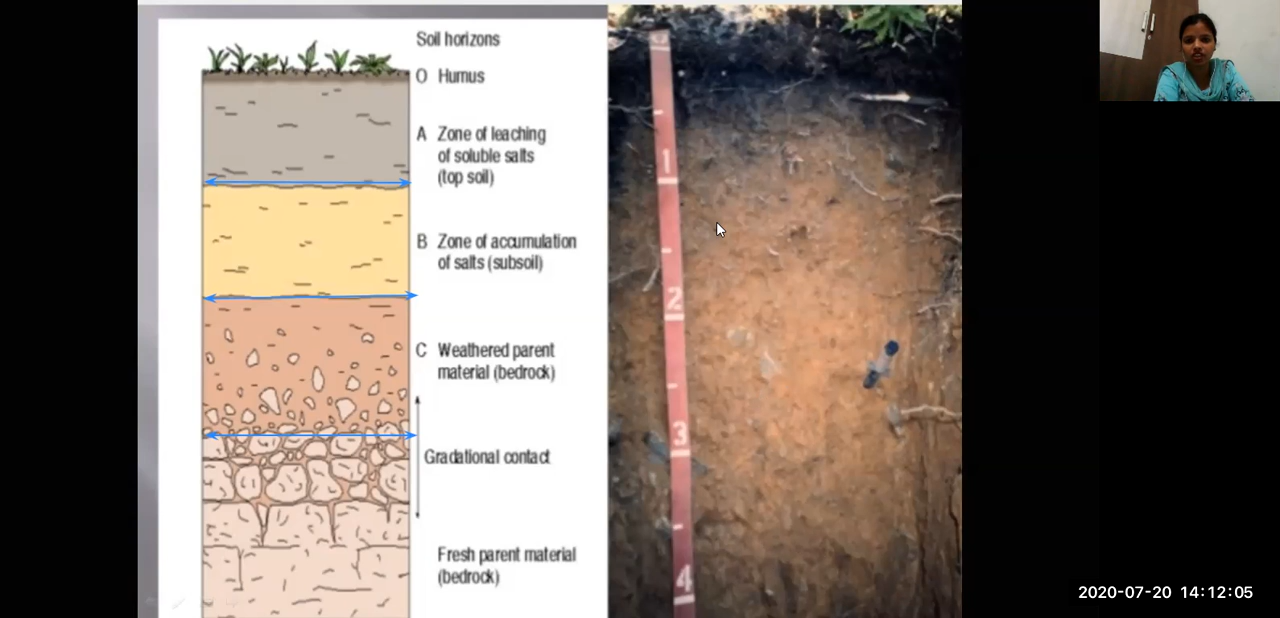 Soil horizons
O Humus
A Zone of leaching
of soluble salts
(top soil)
B Zone of accumulation
of salts (subsoil)
C Weathered parent
material (bedrock)
Gradational contact
Fresh parent material
(bedrock)
0
1
2
3
4
2020-07-20 14:12:05